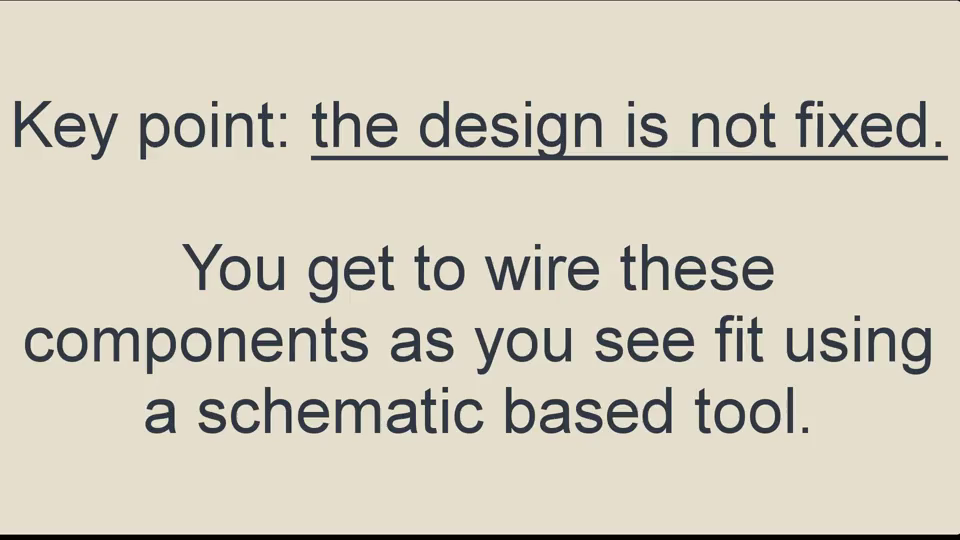 Key point: the design is not fixed.
You get to wire these
components as you see fit using
a schematic based tool.